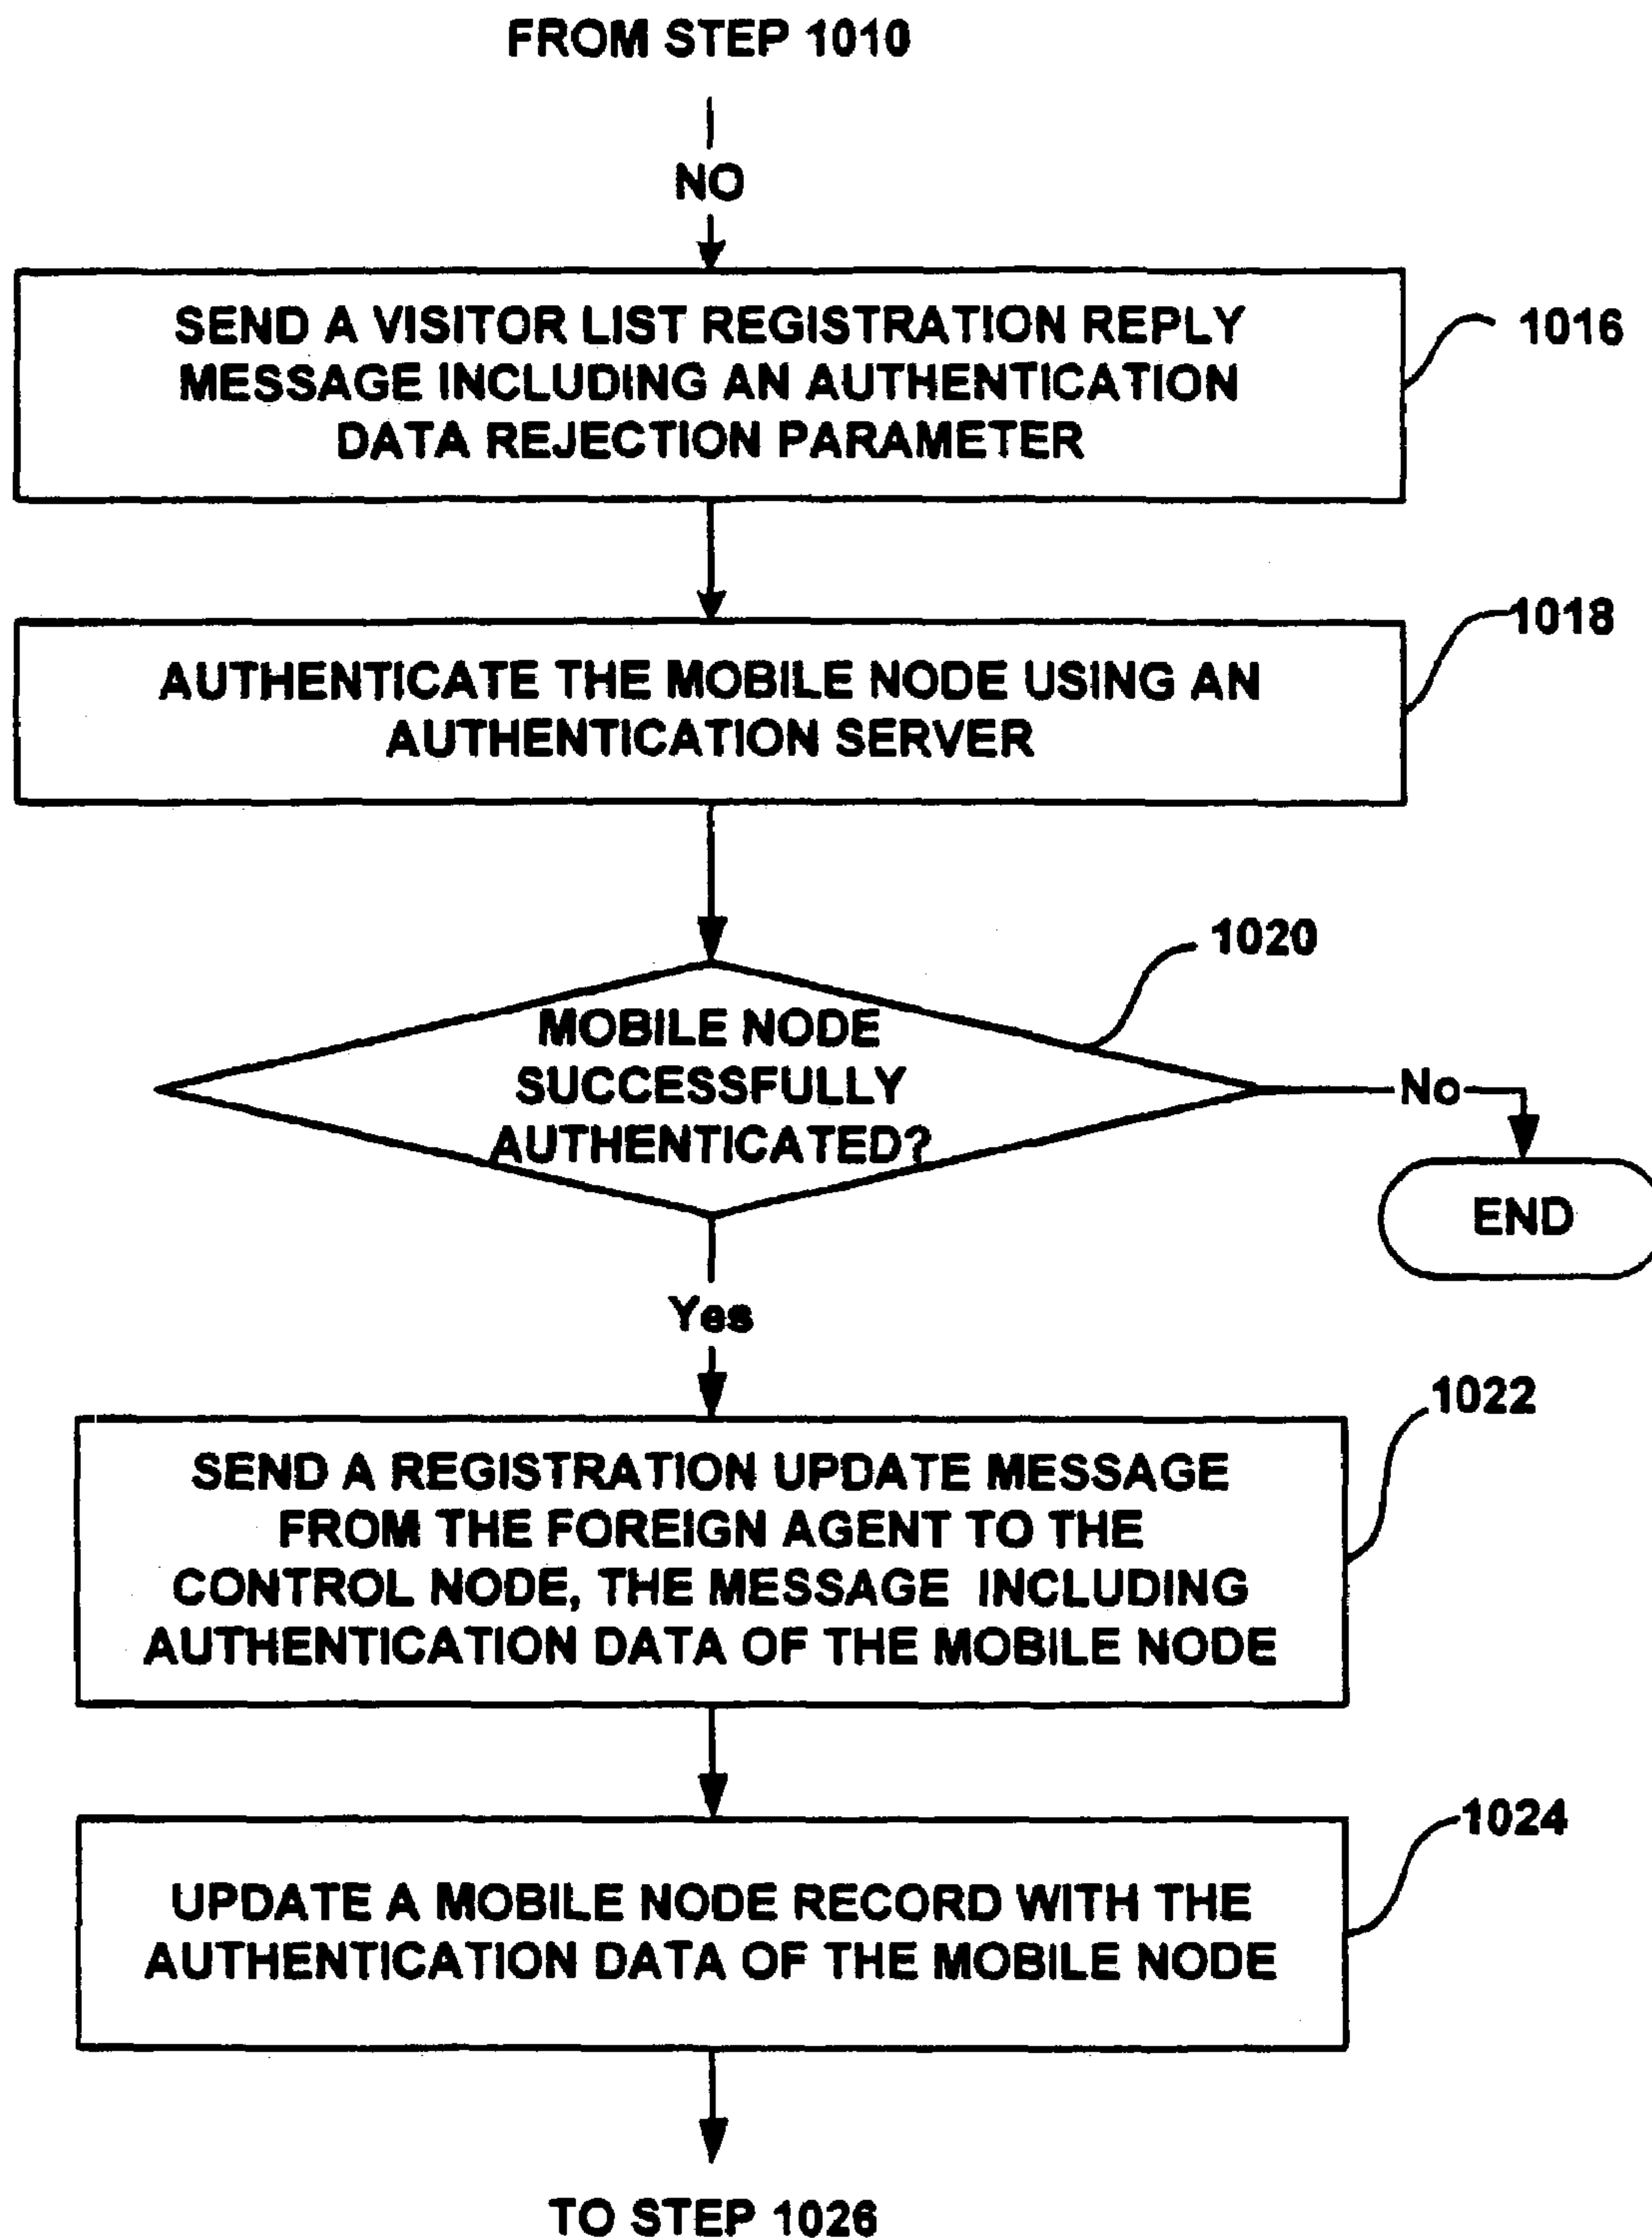 FROM STEP 1010
NO
SEND A VISITOR LIST REGISTRATION REPLY
MESSAGE INCLUDING AN AUTHENTICATION
DATA REJECTION PARAMETER
1016
AUTHENTICATE THE MOBILE NODE USING AN
AUTHENTICATION SERVER
1018
MOBILE NODE
SUCCESSFULLY
AUTHENTICATED?
1020
No
END
Yes
SEND A REGISTRATION UPDATE MESSAGE
FROM THE FOREIGN AGENT TO THE
CONTROL NODE, THE MESSAGE INCLUDING
AUTHENTICATION DATA OF THE MOBILE NODE
1022
UPDATE A MOBILE NODE RECORD WITH THE
AUTHENTICATION DATA OF THE MOBILE NODE
1024
TO STEP 1026